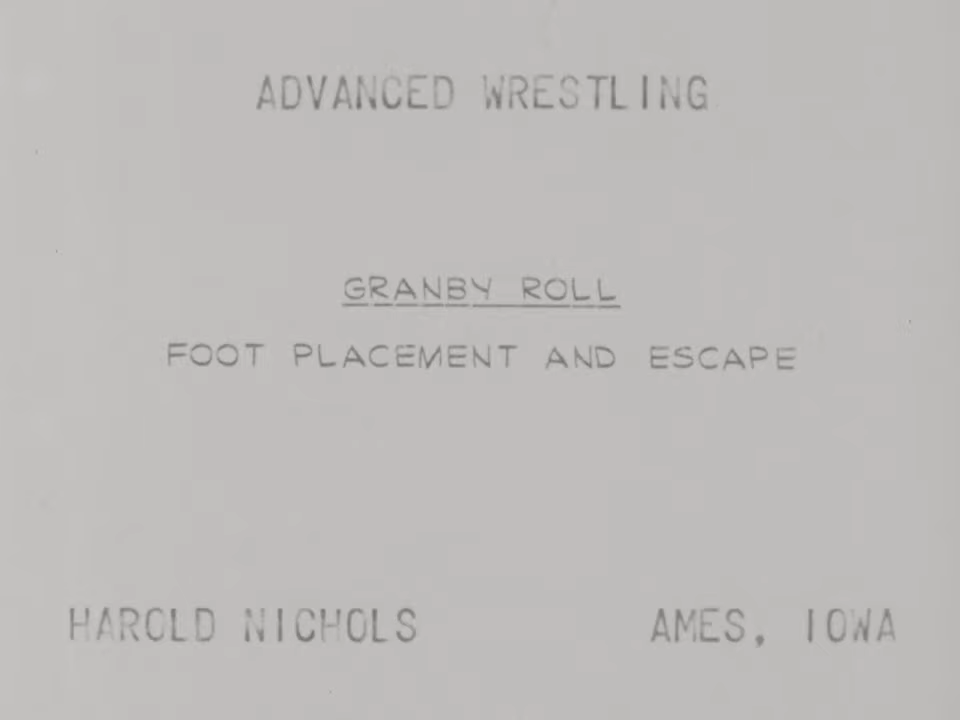 ADVANCED WRESTLING
GRANBY ROLL
FOOT PLACEMENT AND ESCAPE
HAROLD NICHOLS AMES, IOWA